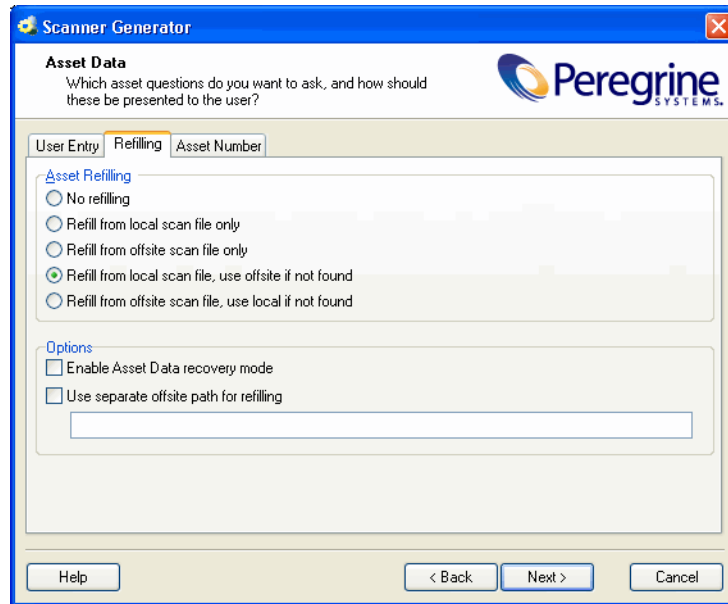 Scanner Generator
Asset Data
Which asset questions do you want to ask, and how should
these be presented to the user?
Peregrine
SYSTEMS.
User Entry Refilling Asset Number
Asset Refilling
No refilling
Refill from local scan file only
Refill from offsite scan file only
Refill from local scan file, use offsite if not found
Refill from offsite scan file, use local if not found
Options
Enable Asset Data recovery mode
Use separate offsite path for refilling
Help < Back Next > Cancel